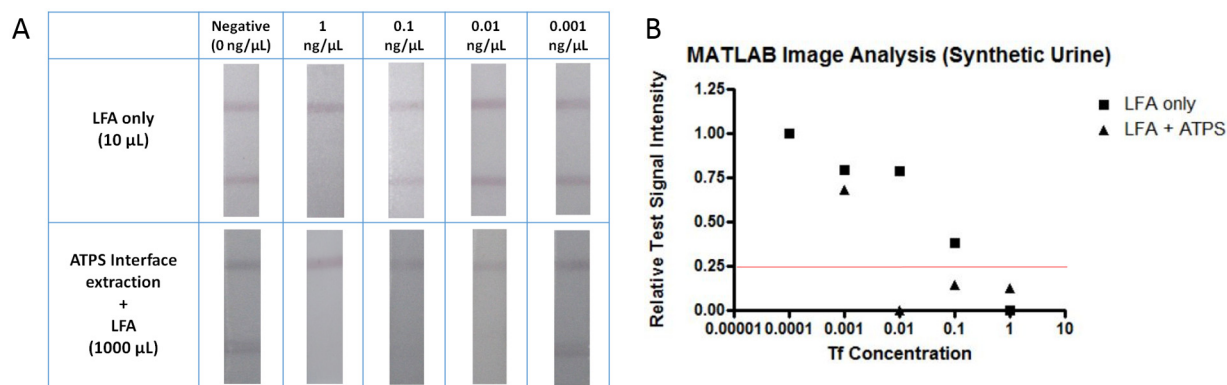 A
Negative
(0 ng/µL)
1
ng/µL
0.1
ng/µL
0.01
ng/µL
0.001
ng/µL
LFA only
(10 µL)
ATPS Interface
extraction
+
LFA
(1000 µL)
B
MATLAB Image Analysis (Synthetic Urine)
Relative Test Signal Intensity
1.25
1.00
0.75
0.50
0.25
0.00
0.00001 0.0001 0.001 0.01 0.1 1 10
Tf Concentration
LFA only
LFA + ATPS